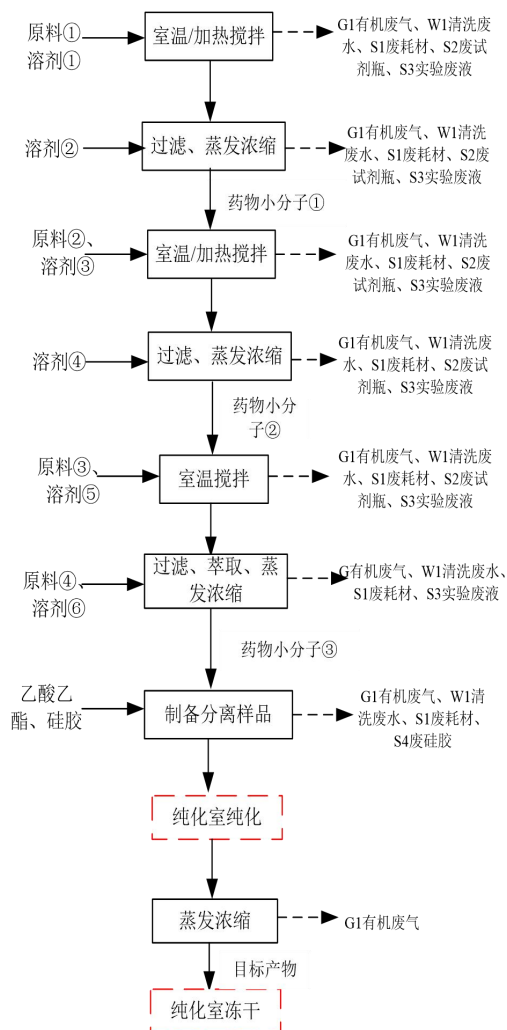 原料①
溶剂①
室温/加热搅拌
G1有机废气、W1清洗废
水、S1废耗材、S2废试
剂瓶、S3实验废液
溶剂②
过滤、蒸发浓缩
G1有机废气、W1清洗
废水、S1废耗材、S2废
试剂瓶、S3实验废液
药物小分子①
原料②、
溶剂③
室温/加热搅拌
G1有机废气、W1清洗
废水、S1废耗材、S2废
试剂瓶、S3实验废液
溶剂④
过滤、蒸发浓缩
G1有机废气、W1清洗废
水、S1废耗材、S2废试
剂瓶、S3实验废液
药物小分
子②
原料③、
溶剂⑤
室温搅拌
G1有机废气、W1清洗废
水、S1废耗材、S2废试
剂瓶、S3实验废液
原料④、
溶剂⑥
过滤、萃取、蒸
发浓缩
G有机废气、W1清洗废水、
S1废耗材、S3实验废液
药物小分子③
乙酸乙
酯、硅胶
制备分离样品
G1有机废气、W1清
洗废水、S1废耗材、
S4废硅胶
纯化室纯化
蒸发浓缩
G1有机废气
目标产物
纯化室冻干